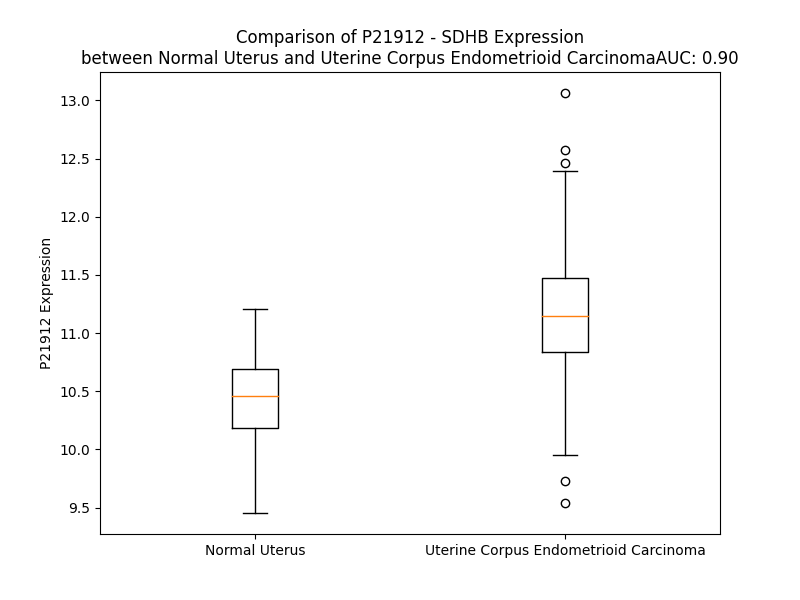 Comparison of P21912 - SDHB Expression
between Normal Uterus and Uterine Corpus Endometrioid CarcinomaAUC: 0.90
13.0
12.5
12.0
11.5
11.0
10.5
10.0
9.5
P21912 Expression
Normal Uterus
Uterine Corpus Endometrioid Carcinoma